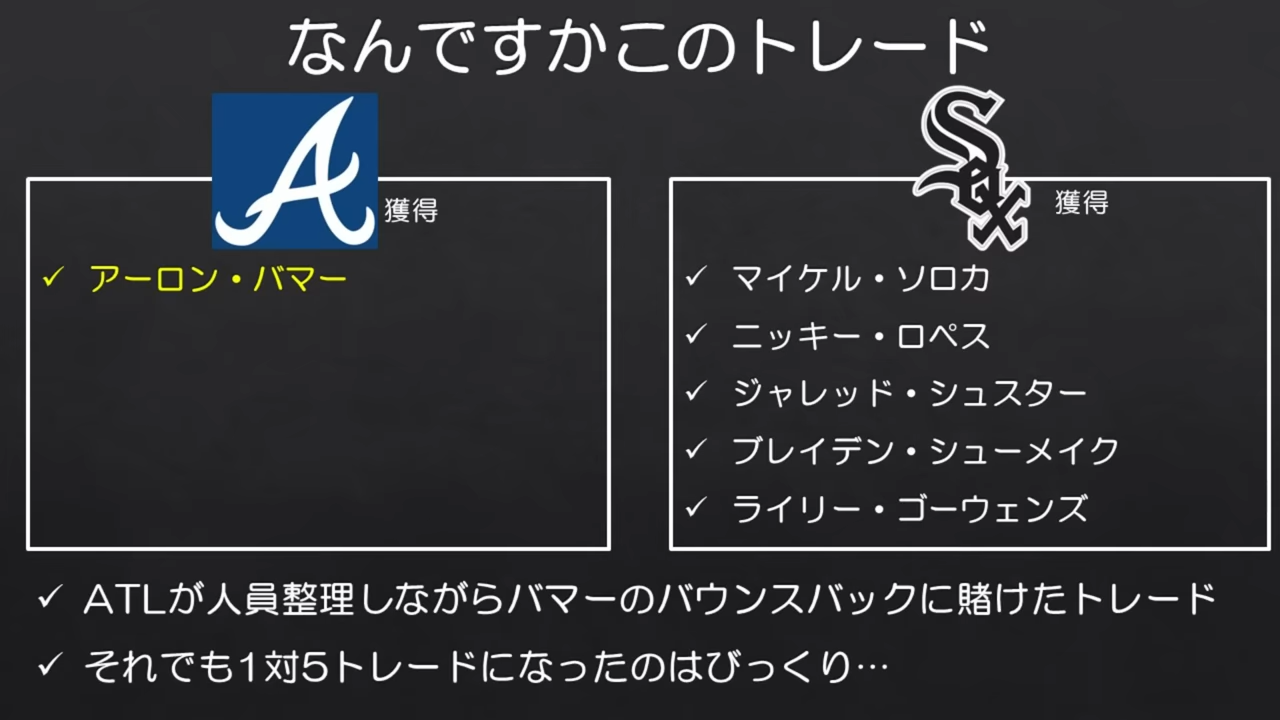 なんですかこのトレード
A
獲得
✓ アーロン・バマー
Sox
獲得
✓ マイケル・ソロカ
✓ ニッキー・ロペス
✓ ジャレッド・シュスター
✓ ブレイデン・シューメイク
✓ ライリー・ゴーウェンズ
✓ ATLが人員整理しながらバマーのバウンスバックに賭けたトレード
✓ それでも1対5トレードになったのはびっくり…